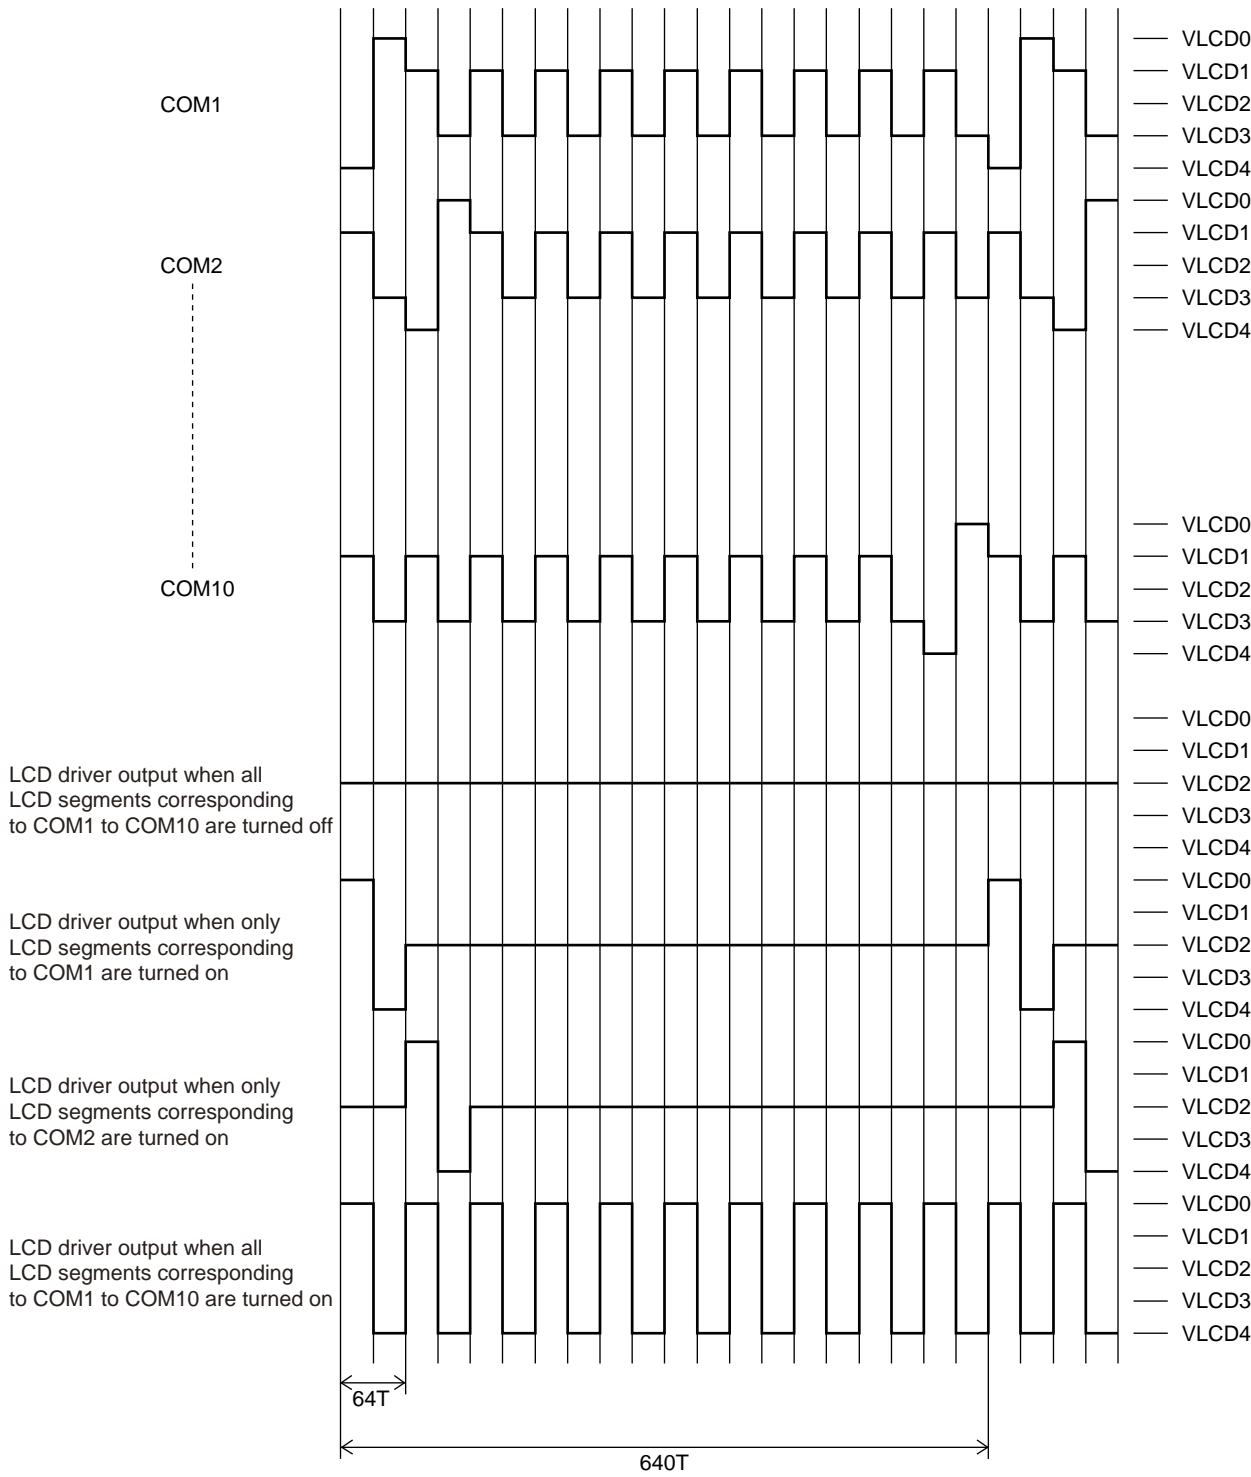 VLCD0
VLCD1
COM1
VLCD2
VLCD3
VLCD4
VLCD0
VLCD1
COM2
VLCD2
VLCD3
VLCD4
VLCD0
VLCD1
COM10
VLCD2
VLCD3
VLCD4
LCD driver output when all
LCD segments corresponding
to COM1 to COM10 are turned off
VLCD0
VLCD1
VLCD2
VLCD3
VLCD4
LCD driver output when only
LCD segments corresponding
to COM1 are turned on
VLCD0
VLCD1
VLCD2
VLCD3
VLCD4
LCD driver output when only
LCD segments corresponding
to COM2 are turned on
VLCD0
VLCD1
VLCD2
VLCD3
VLCD4
LCD driver output when all
LCD segments corresponding
to COM1 to COM10 are turned on
VLCD0
VLCD1
VLCD2
VLCD3
VLCD4
64T
640T